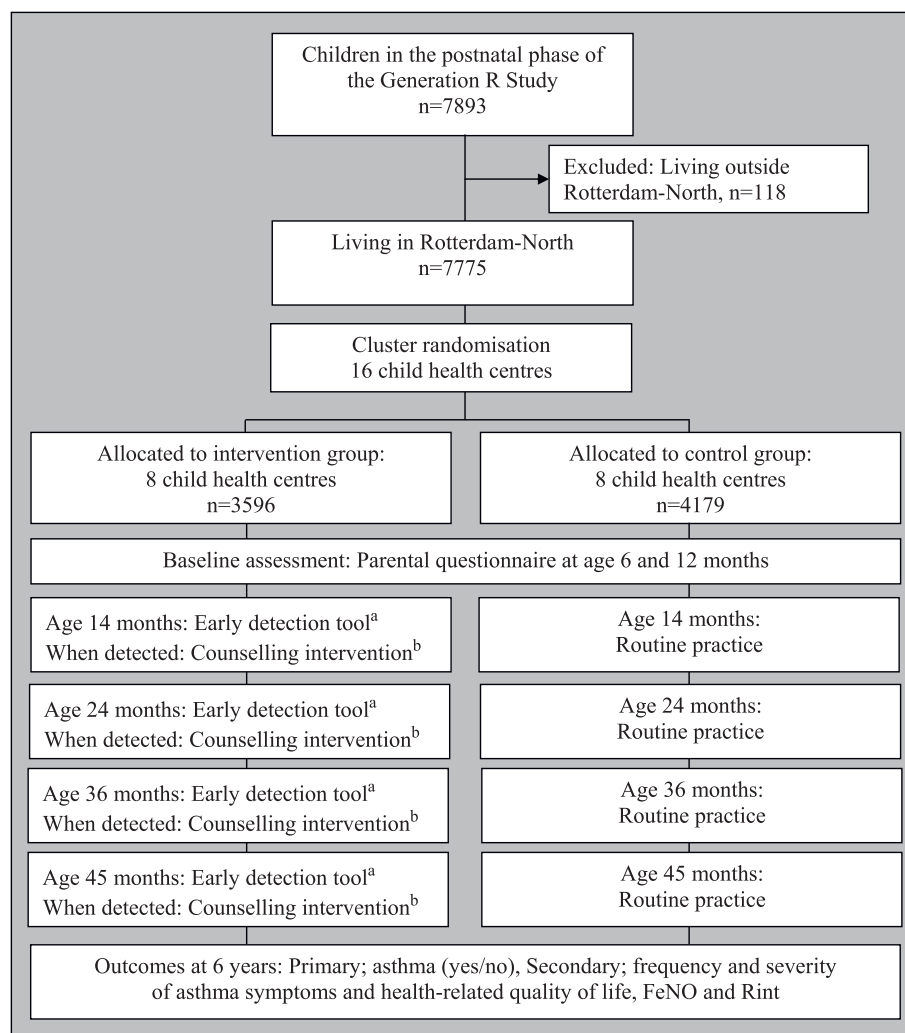 Children in the postnatal phase of
the Generation R Study
n=7893
Excluded: Living outside
Rotterdam-North, n=118
Living in Rotterdam-North
n=7775
Cluster randomisation
16 child health centres
Allocated to intervention group:
8 child health centres
n=3596
Allocated to control group:
8 child health centres
n=4179
Baseline assessment: Parental questionnaire at age 6 and 12 months
Age 14 months: Early detection toolᵃ
When detected: Counselling interventionᵇ
Age 14 months:
Routine practice
Age 24 months: Early detection toolᵃ
When detected: Counselling interventionᵇ
Age 24 months:
Routine practice
Age 36 months: Early detection toolᵃ
When detected: Counselling interventionᵇ
Age 36 months:
Routine practice
Age 45 months: Early detection toolᵃ
When detected: Counselling interventionᵇ
Age 45 months:
Routine practice
Outcomes at 6 years: Primary; asthma (yes/no), Secondary; frequency and severity
of asthma symptoms and health-related quality of life, FeNO and Rint